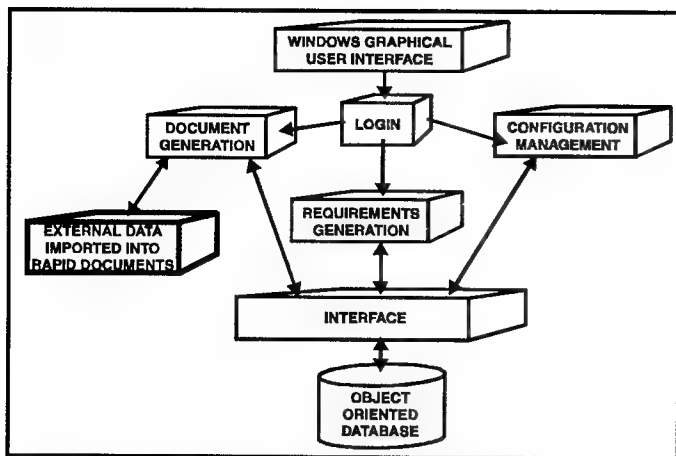 WINDOWS GRAPHICAL
USER INTERFACE
LOGIN
DOCUMENT
GENERATION
CONFIGURATION
MANAGEMENT
REQUIREMENTS
GENERATION
EXTERNAL DATA
IMPORTED INTO
RAPID DOCUMENTS
INTERFACE
OBJECT
ORIENTED
DATABASE